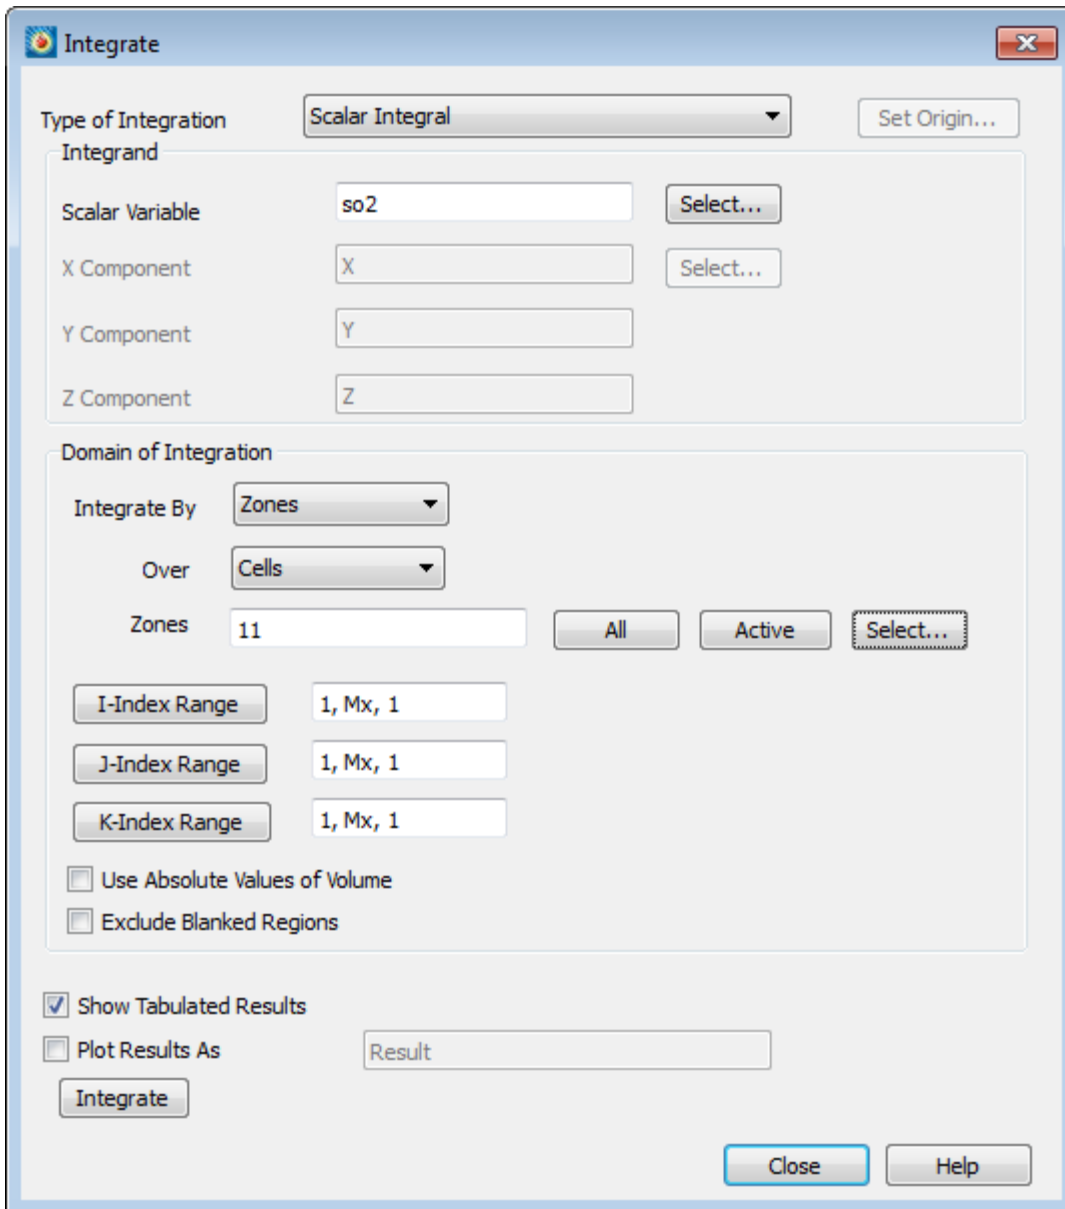 Integrate
Type of Integration Scalar Integral Set Origin...
Integrand
Scalar Variable so2 Select...
X Component X Select...
Y Component Y
Z Component Z
Domain of Integration
Integrate By Zones
Over Cells
Zones 11 All Active Select...
I-Index Range 1, Mx, 1
J-Index Range 1, Mx, 1
K-Index Range 1, Mx, 1
Use Absolute Values of Volume
Exclude Blanked Regions
Show Tabulated Results
Plot Results As Result
Integrate
Close Help